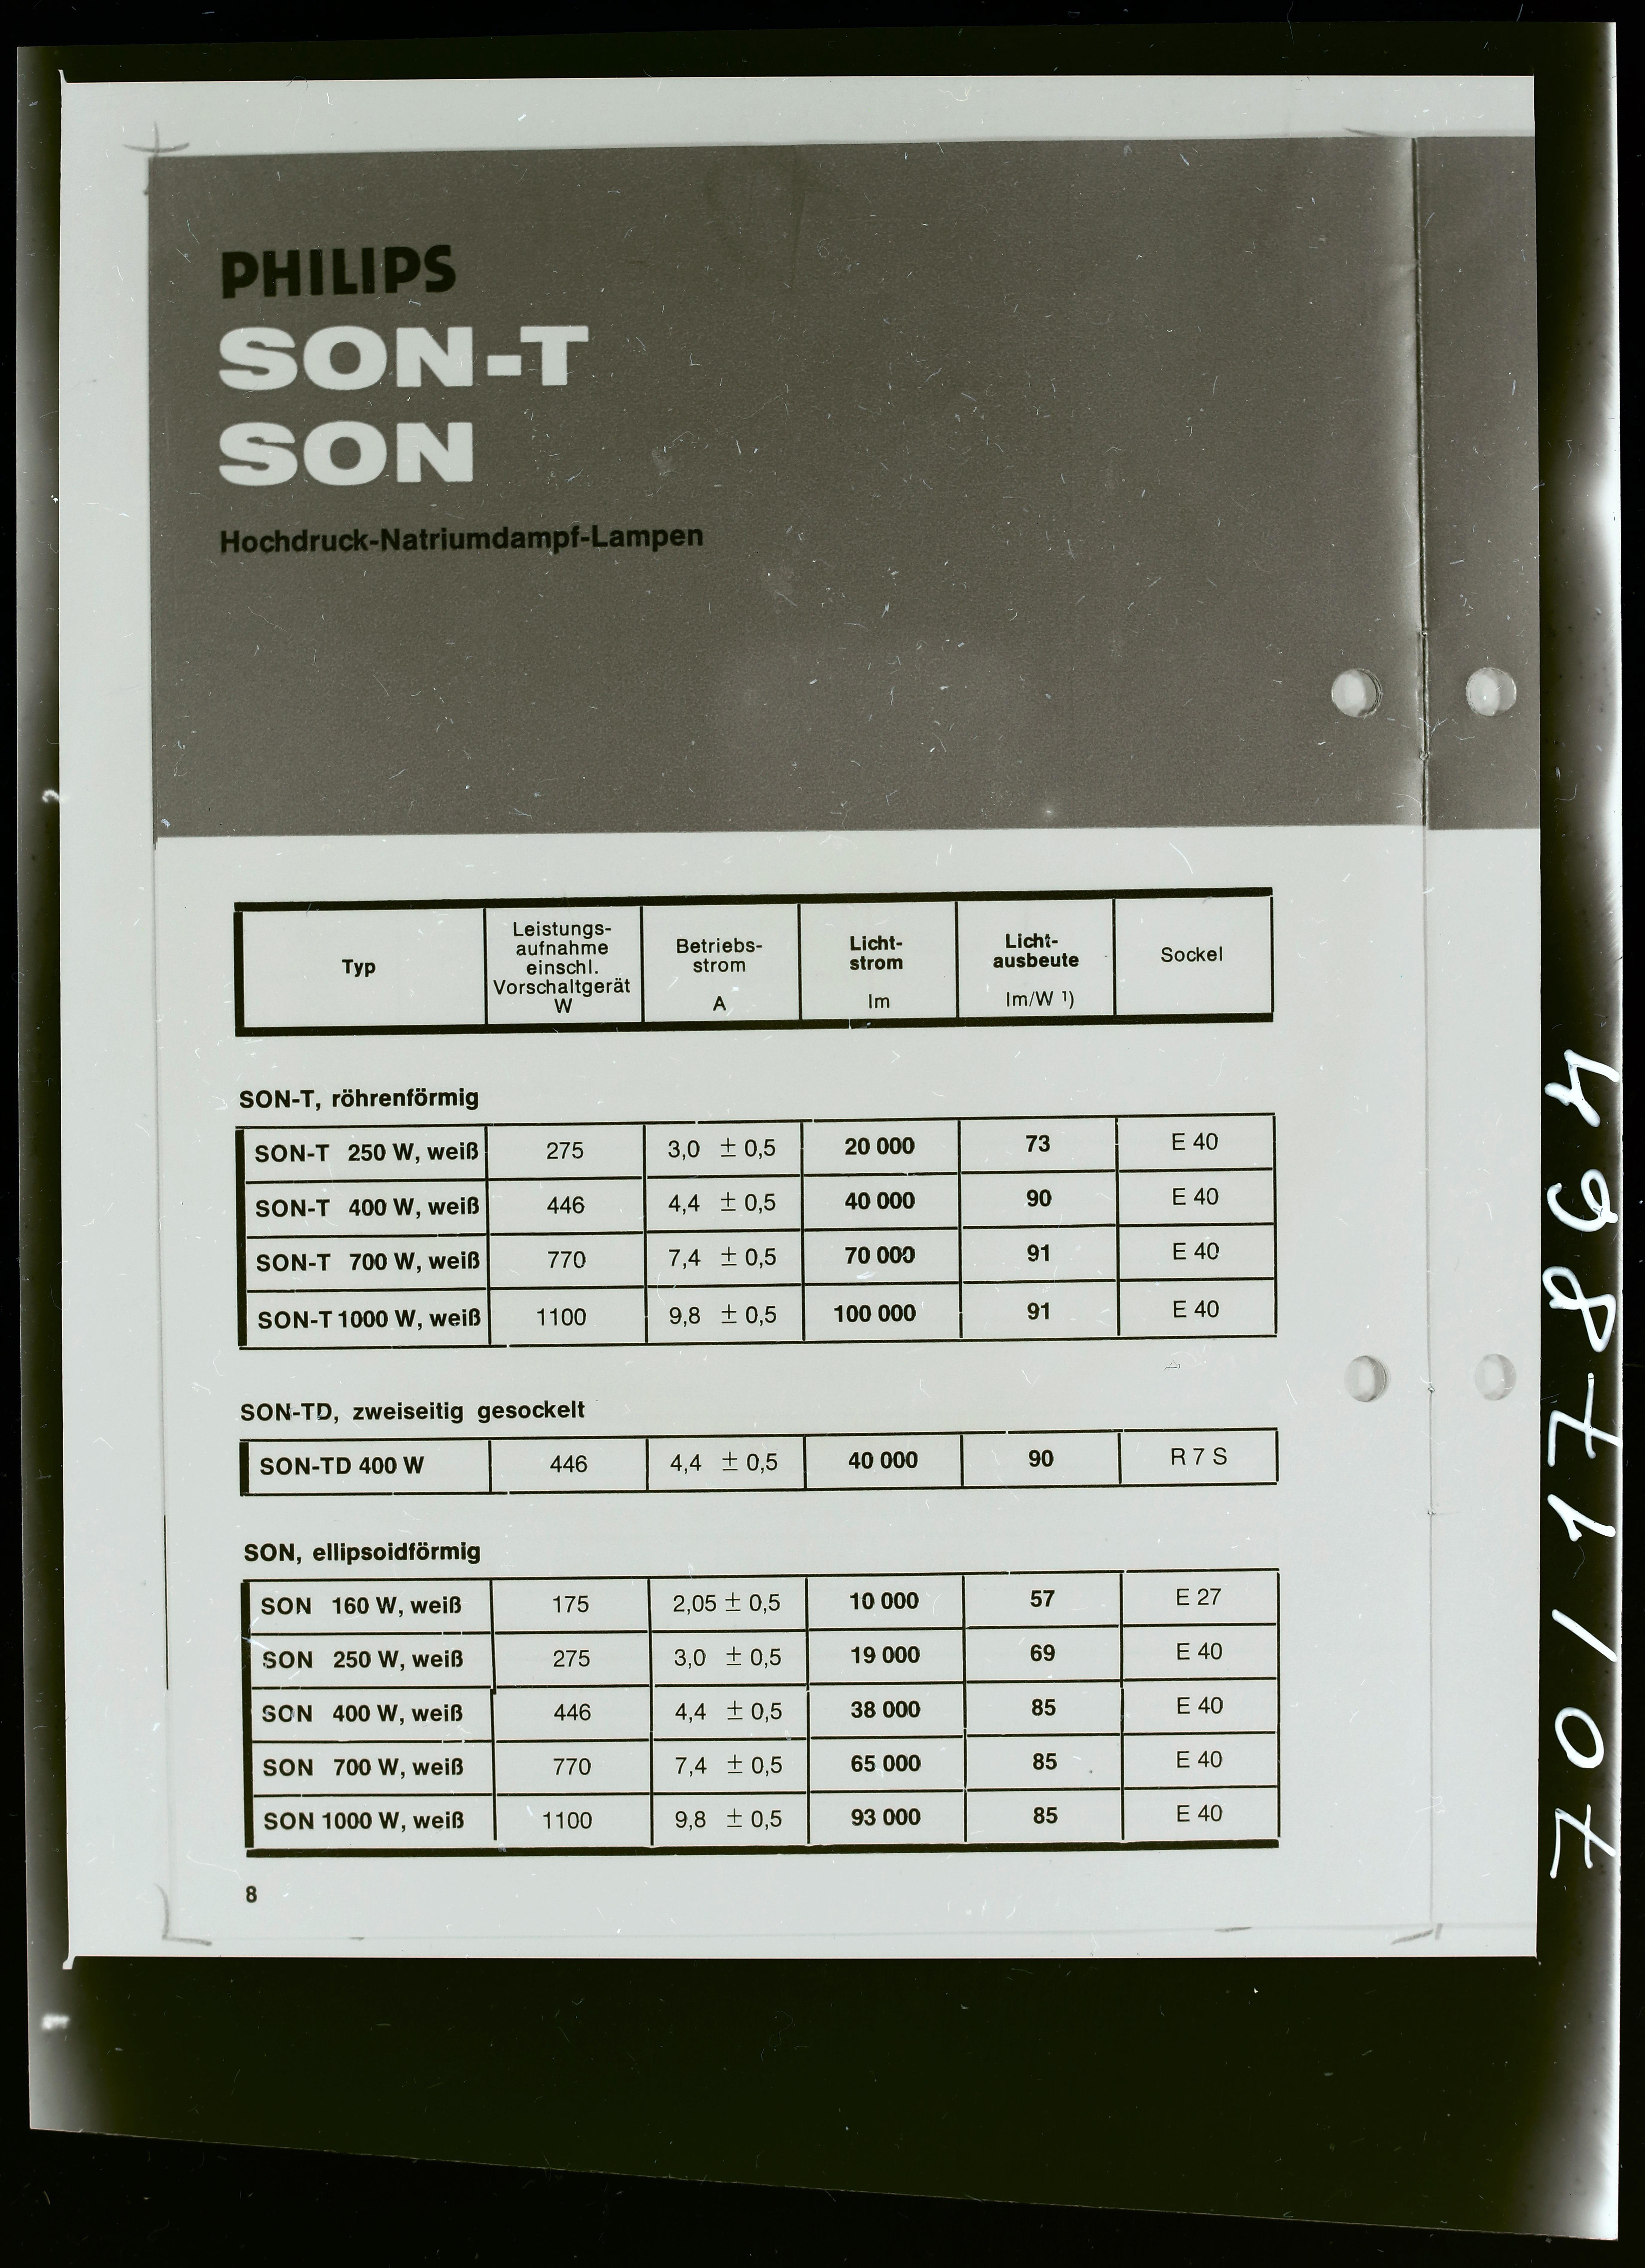 PHILIPS
SON-T
SON
Hochdruck-Natriumdampf-Lampen
Typ
Leistungs-
aufnahme
einschl.
Vorschaltgerät
W
Betriebs-
strom
A
Licht-
strom
lm
Licht-
ausbeute
lm/W ¹)
Sockel
SON-T, röhrenförmig
SON-T 250 W, weiß 275 3,0 ± 0,5 20 000 73 E 40
SON-T 400 W, weiß 446 4,4 ± 0,5 40 000 90 E 40
SON-T 700 W, weiß 770 7,4 ± 0,5 70 000 91 E 40
SON-T 1000 W, weiß 1100 9,8 ± 0,5 100 000 91 E 40
SON-TD, zweiseitig gesockelt
SON-TD 400 W 446 4,4 ± 0,5 40 000 90 R 7 S
SON, ellipsoidförmig
SON 160 W, weiß 175 2,05 ± 0,5 10 000 57 E 27
SON 250 W, weiß 275 3,0 ± 0,5 19 000 69 E 40
SON 400 W, weiß 446 4,4 ± 0,5 38 000 85 E 40
SON 700 W, weiß 770 7,4 ± 0,5 65 000 85 E 40
SON 1000 W, weiß 1100 9,8 ± 0,5 93 000 85 E 40
8
701 17864